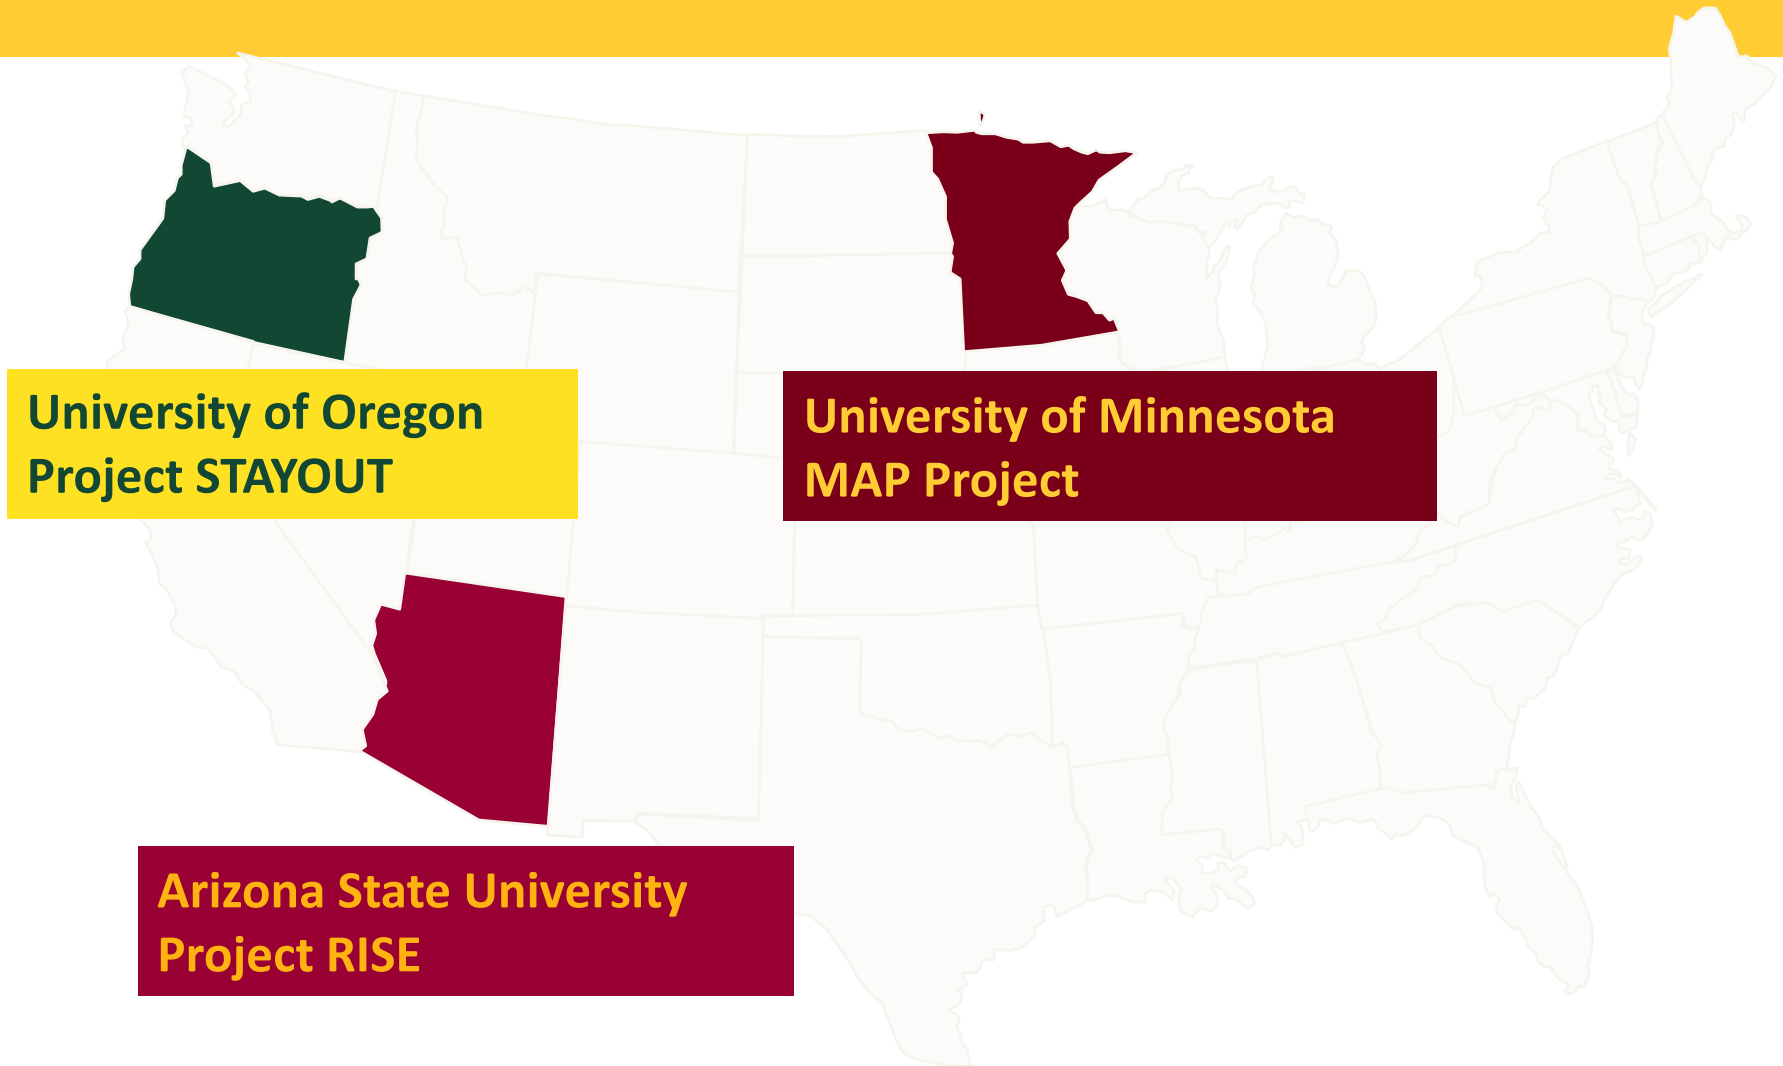 University of Oregon
Project STAYOUT
University of Minnesota
MAP Project
Arizona State University
Project RISE